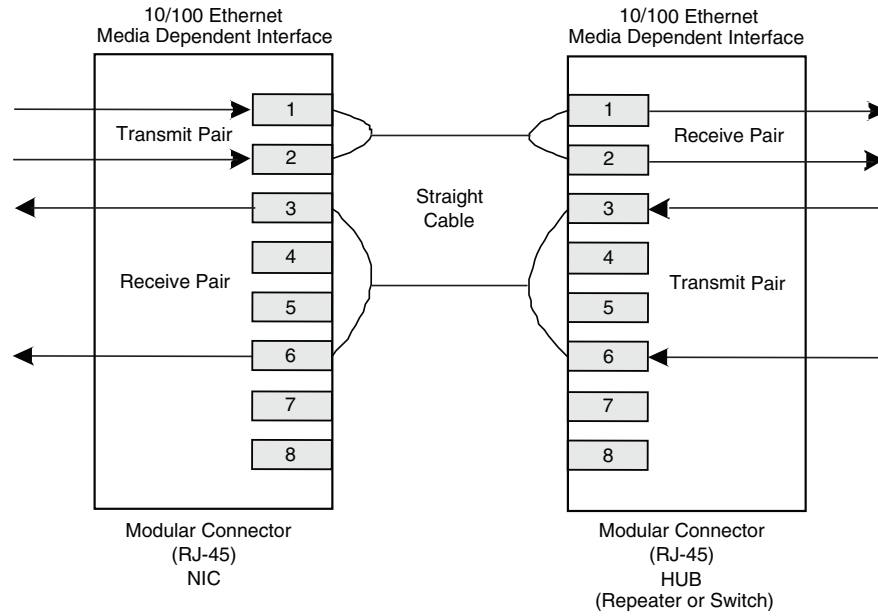 10/100 Ethernet
Media Dependent Interface
10/100 Ethernet
Media Dependent Interface
1
Transmit Pair
2
3
4
Receive Pair
5
6
7
8
Straight
Cable
1
Receive Pair
2
3
4
Transmit Pair
5
6
7
8
Modular Connector
(RJ-45)
NIC
Modular Connector
(RJ-45)
HUB
(Repeater or Switch)